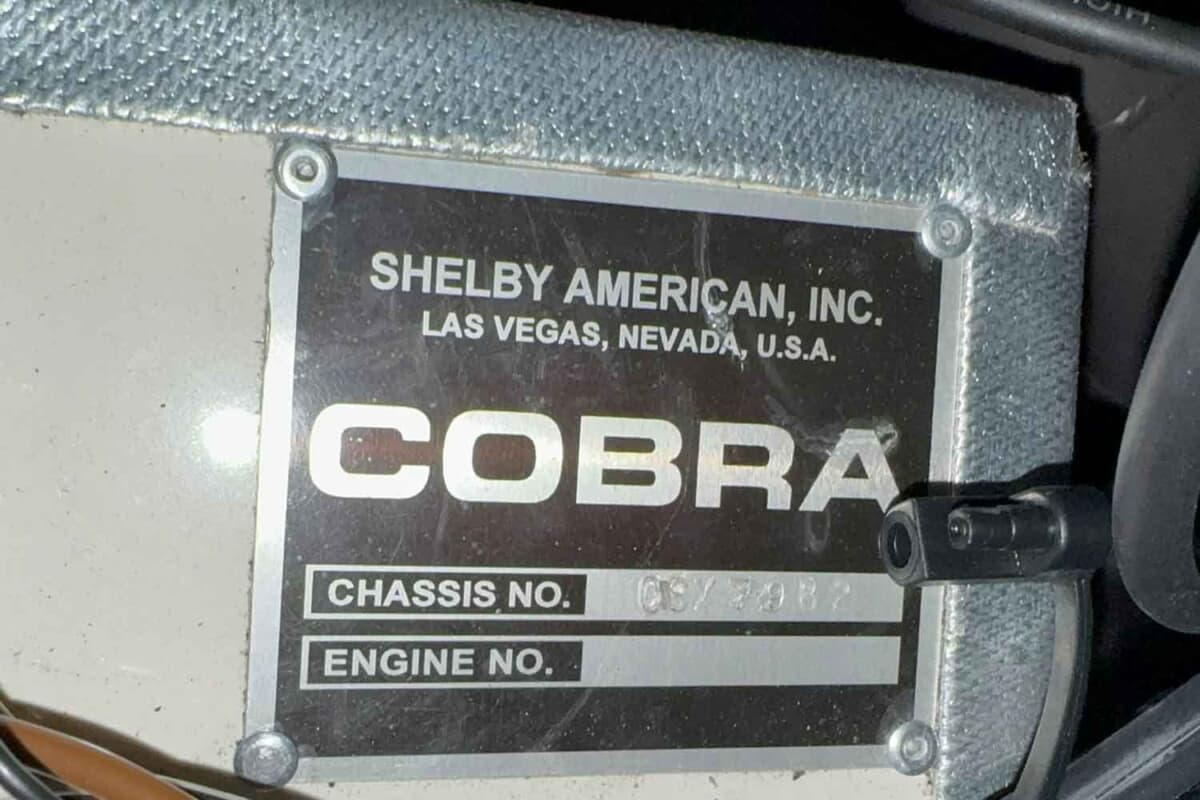 SHELBY AMERICAN, INC.
LAS VEGAS, NEVADA, U.S.A.
COBRA
CHASSIS NO.
ENGINE NO.